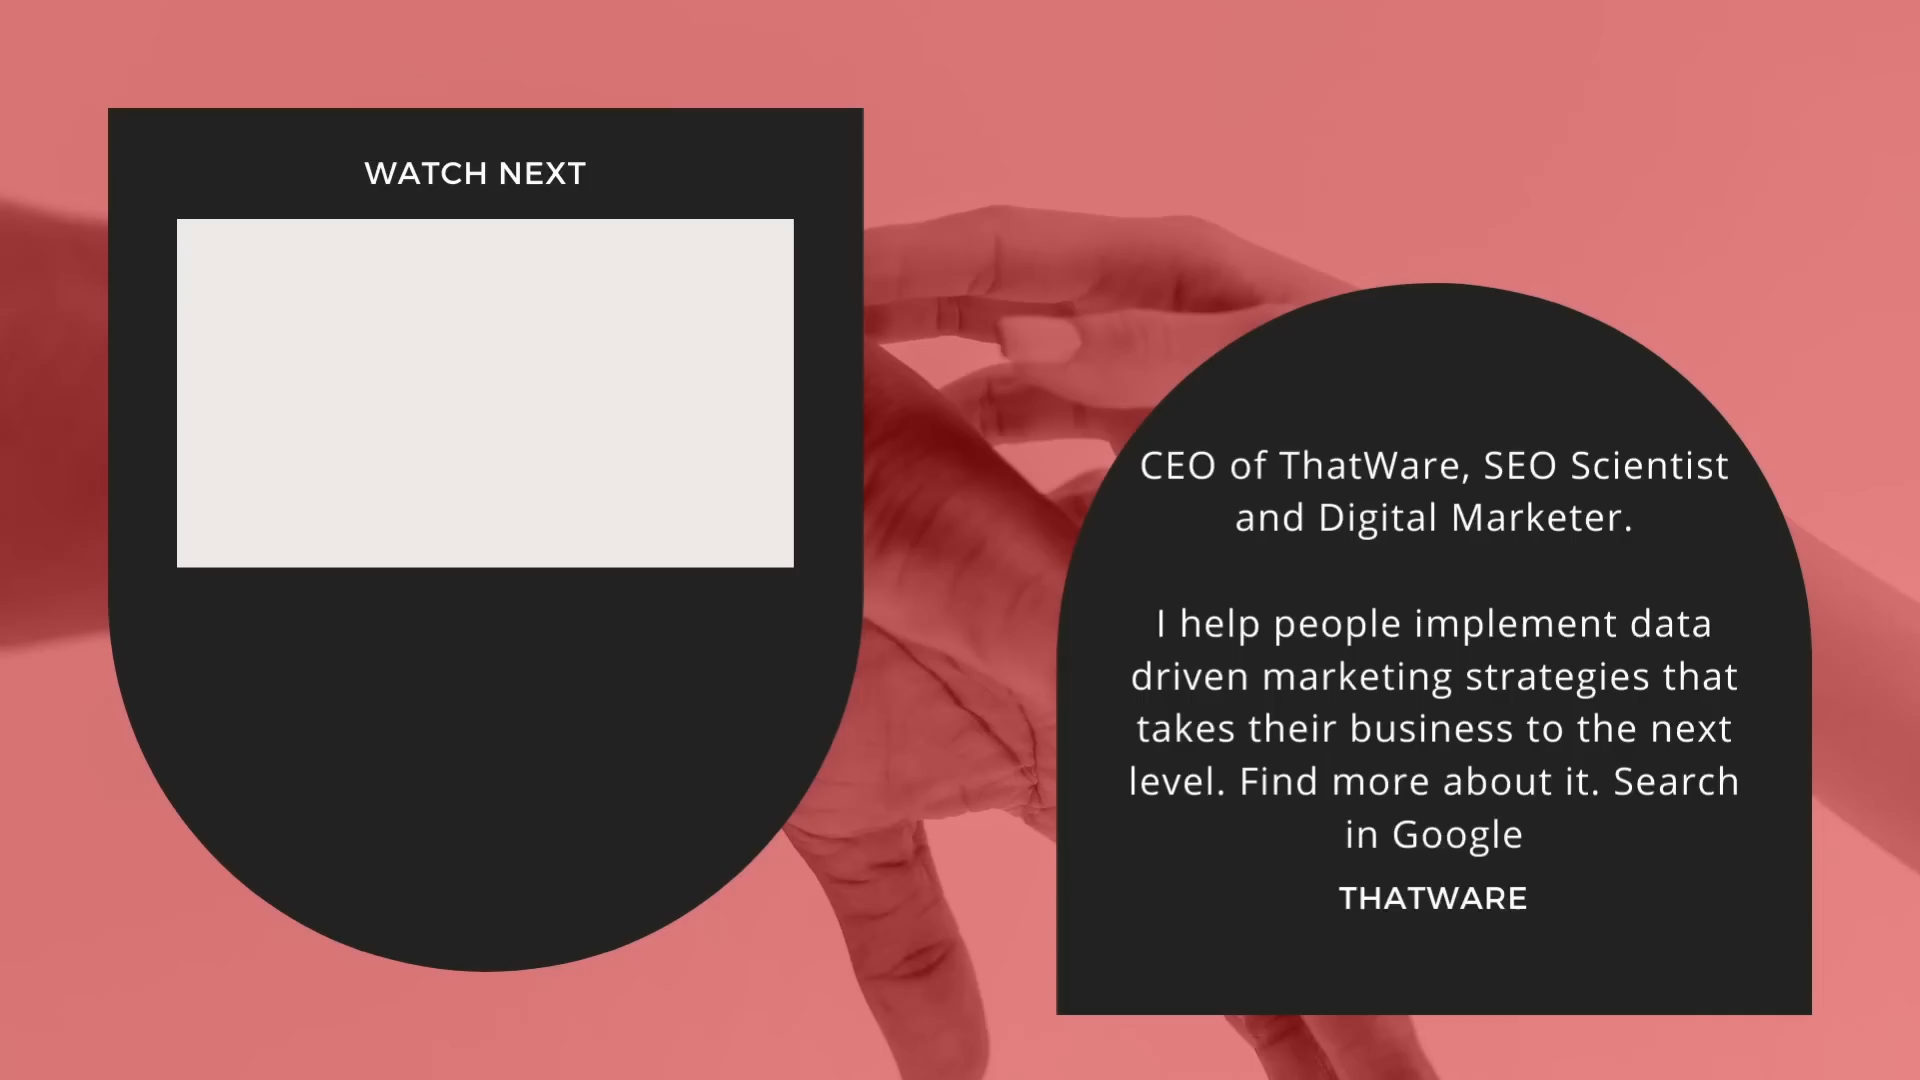 WATCH NEXT
CEO of ThatWare, SEO Scientist
and Digital Marketer.
I help people implement data
driven marketing strategies that
takes their business to the next
level. Find more about it. Search
in Google
THATWARE